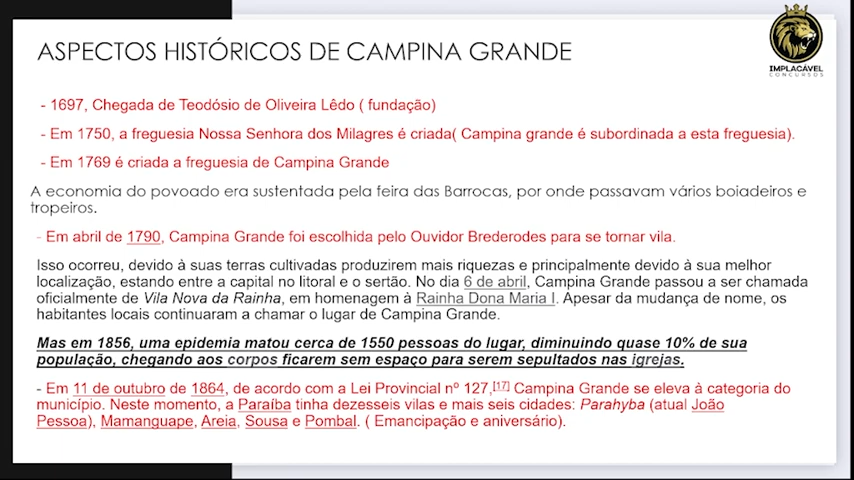 ASPECTOS HISTÓRICOS DE CAMPINA GRANDE
IMPLACÁVEL
CONCURSOS
- 1697, Chegada de Teodósio de Oliveira Lêdo ( fundação)
- Em 1750, a freguesia Nossa Senhora dos Milagres é criada( Campina grande é subordinada a esta freguesia).
- Em 1769 é criada a freguesia de Campina Grande
A economia do povoado era sustentada pela feira das Barrocas, por onde passavam vários boiadeiros e
tropeiros.
- Em abril de 1790, Campina Grande foi escolhida pelo Ouvidor Brederodes para se tornar vila.
Isso ocorreu, devido à suas terras cultivadas produzirem mais riquezas e principalmente devido à sua melhor
localização, estando entre a capital no litoral e o sertão. No dia 6 de abril, Campina Grande passou a ser chamada
oficialmente de Vila Nova da Rainha, em homenagem à Rainha Dona Maria I. Apesar da mudança de nome, os
habitantes locais continuaram a chamar o lugar de Campina Grande.
Mas em 1856, uma epidemia matou cerca de 1550 pessoas do lugar, diminuindo quase 10% de sua
população, chegando aos corpos ficarem sem espaço para serem sepultados nas igrejas.
- Em 11 de outubro de 1864, de acordo com a Lei Provincial nº 127,[17] Campina Grande se eleva à categoria do
município. Neste momento, a Paraíba tinha dezesseis vilas e mais seis cidades: Parahyba (atual João
Pessoa), Mamanguape, Areia, Sousa e Pombal. ( Emancipação e aniversário).